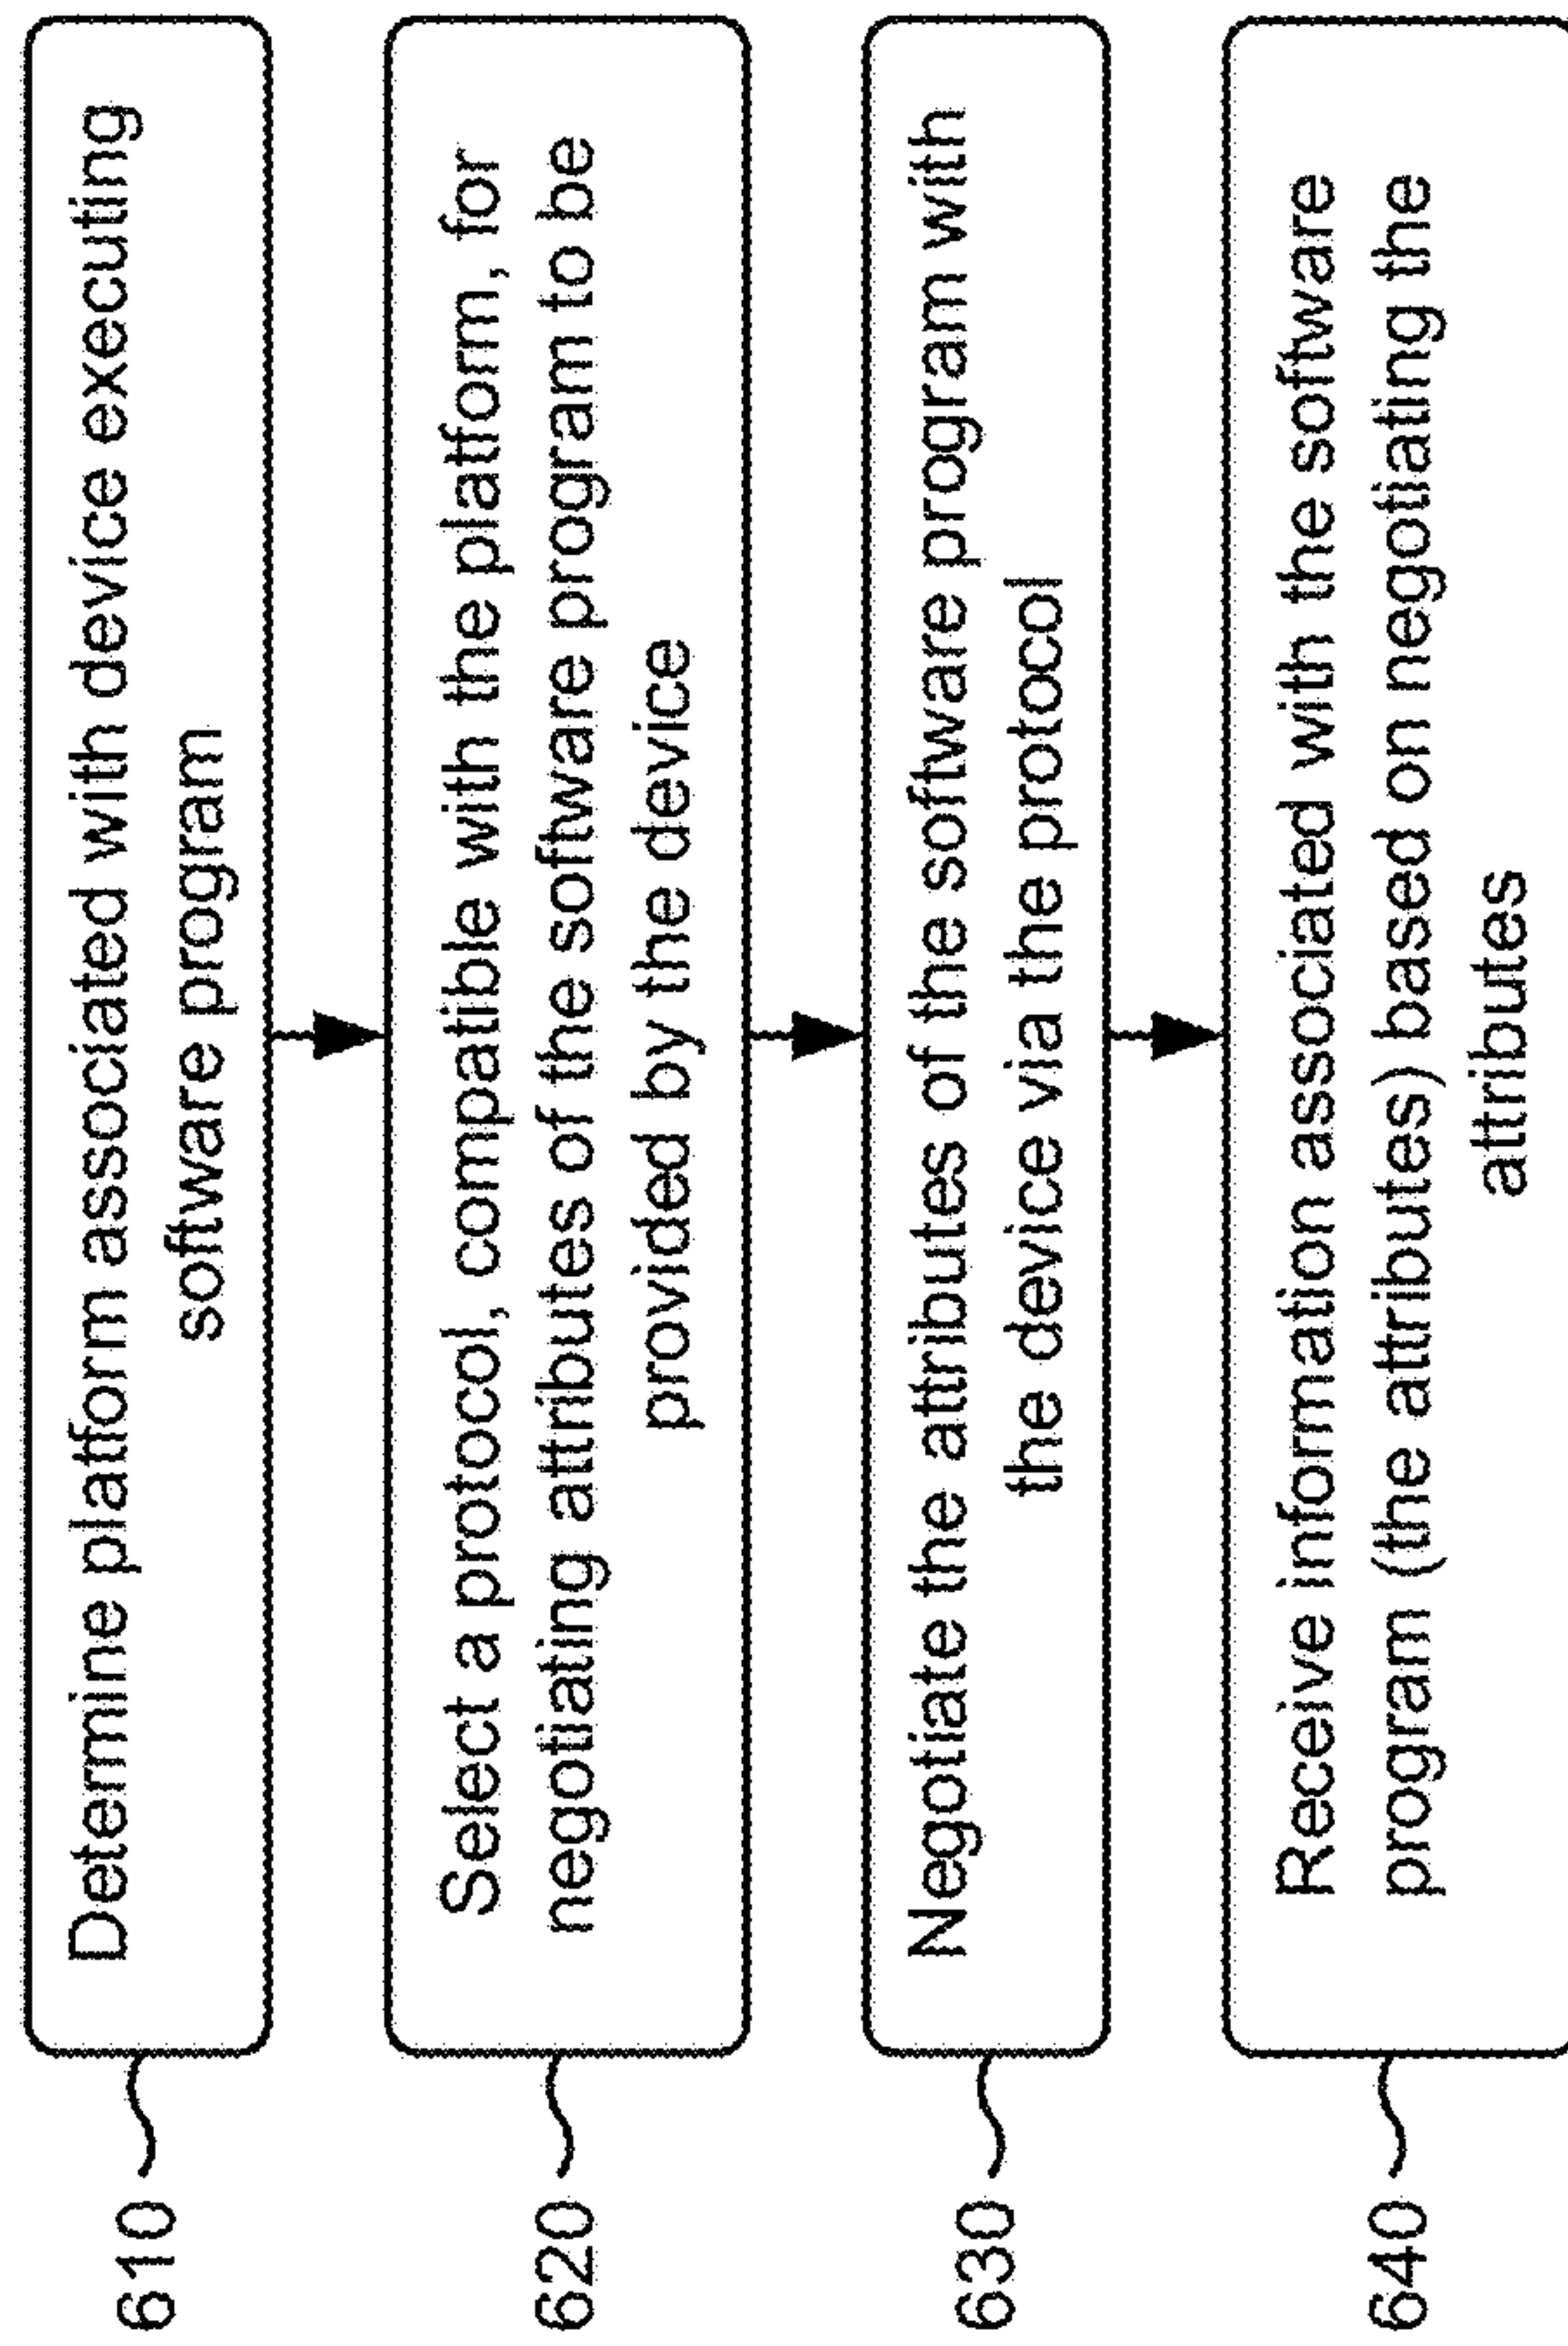 610
Determine platform associated with device executing
software program
620
Select a protocol, compatible with the platform, for
negotiating attributes of the software program to be
provided by the device
630
Negotiate the attributes of the software program with
the device via the protocol
640
Receive information associated with the software
program (the attributes) based on negotiating the
attributes